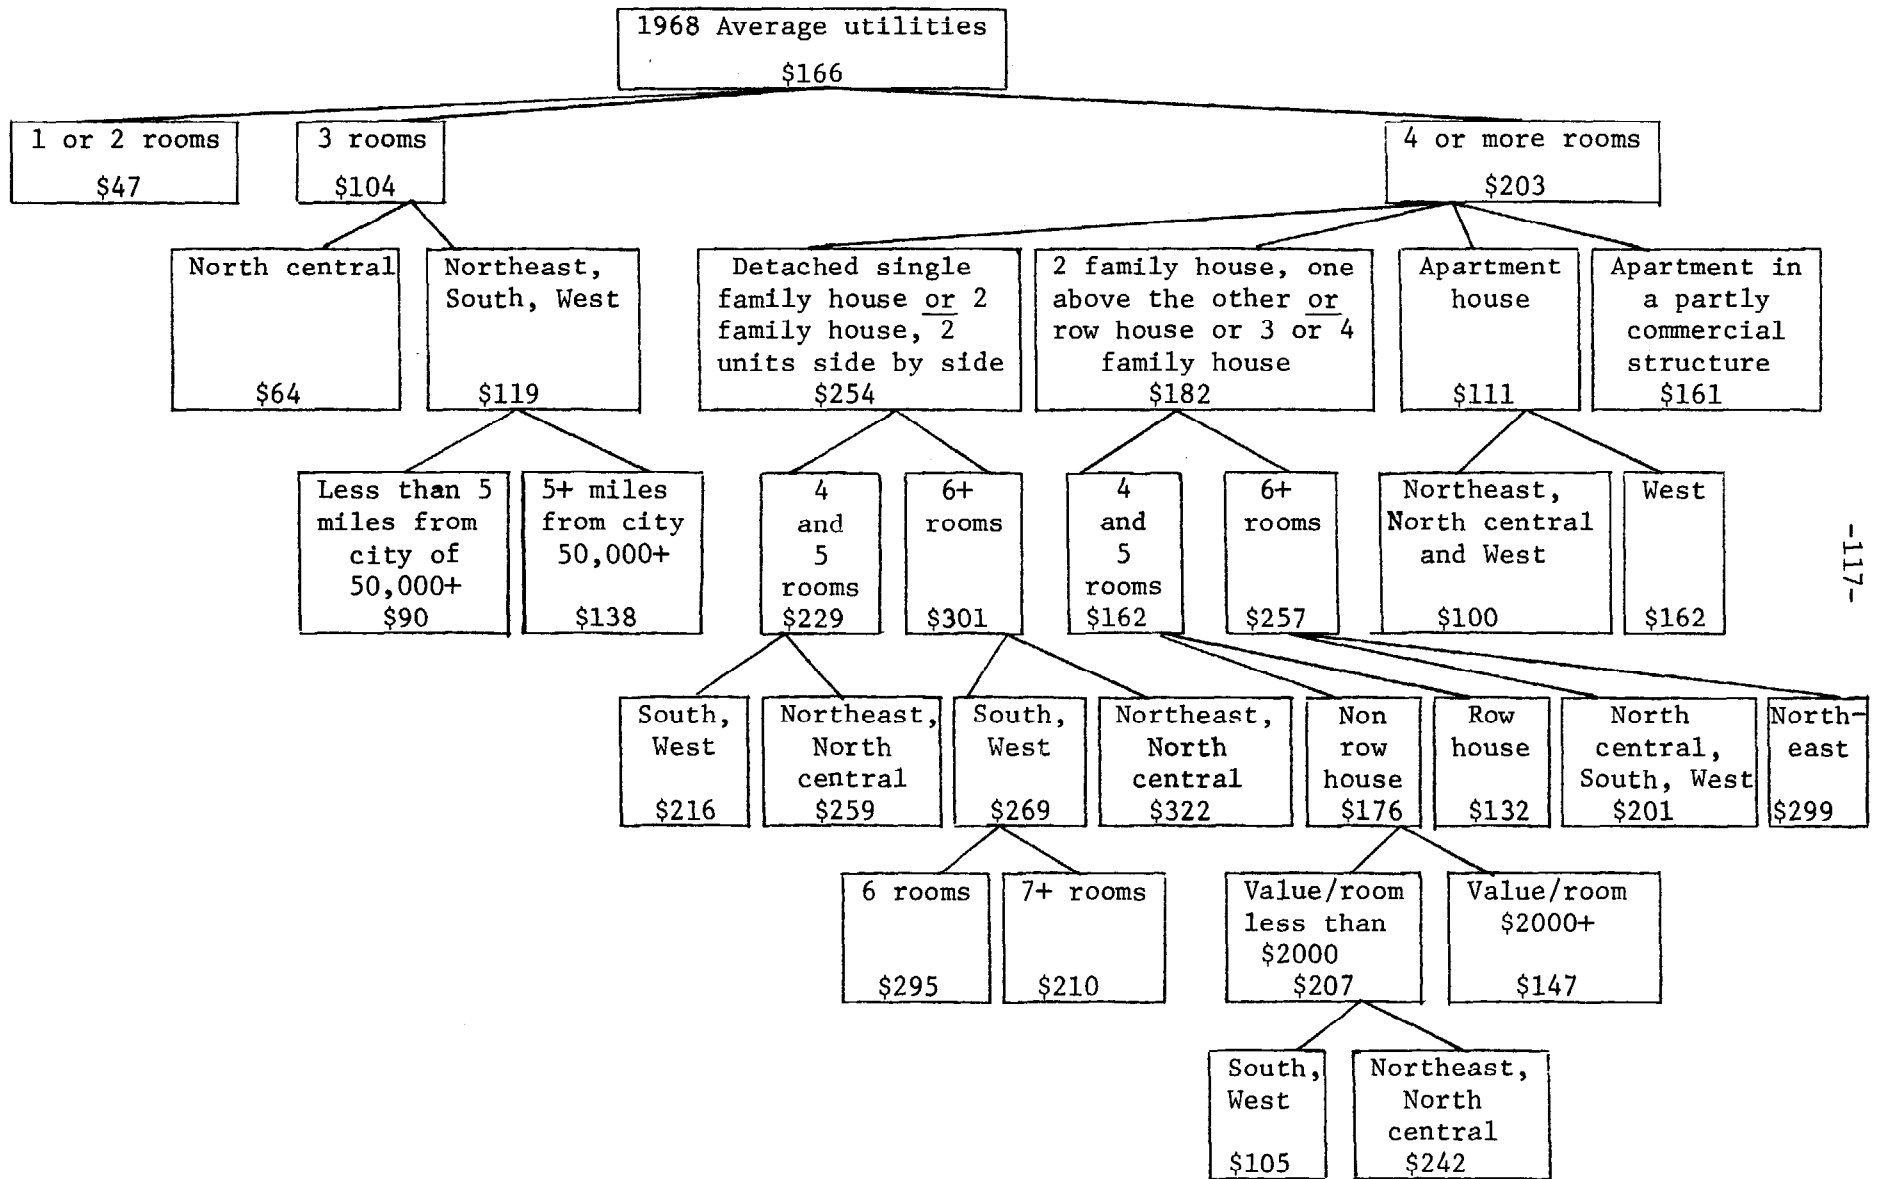 1968 Average utilities
$166
1 or 2 rooms
$47
3 rooms
$104
4 or more rooms
$203
North central
$64
Northeast,
South, West
$119
Detached single
family house or 2
family house, 2
units side by side
$254
2 family house, one
above the other or
row house or 3 or 4
family house
$182
Apartment
house
$111
Apartment in
a partly
commercial
structure
$161
Less than 5
miles from
city of
50,000+
$90
5+ miles
from city
50,000+
$138
4
and
5
rooms
$229
6+
rooms
$301
4
and
5
rooms
$162
6+
rooms
$257
Northeast,
North central
and West
$100
West
$162
-117-
South,
West
$216
Northeast,
North
central
$259
South,
West
$269
Northeast,
North
central
$322
Non
row
house
$176
Row
house
$132
North
central,
South, West
$201
North-
east
$299
6 rooms
$295
7+ rooms
$210
Value/room
less than
$2000
$207
Value/room
$2000+
$147
South,
West
$105
Northeast,
North
central
$242